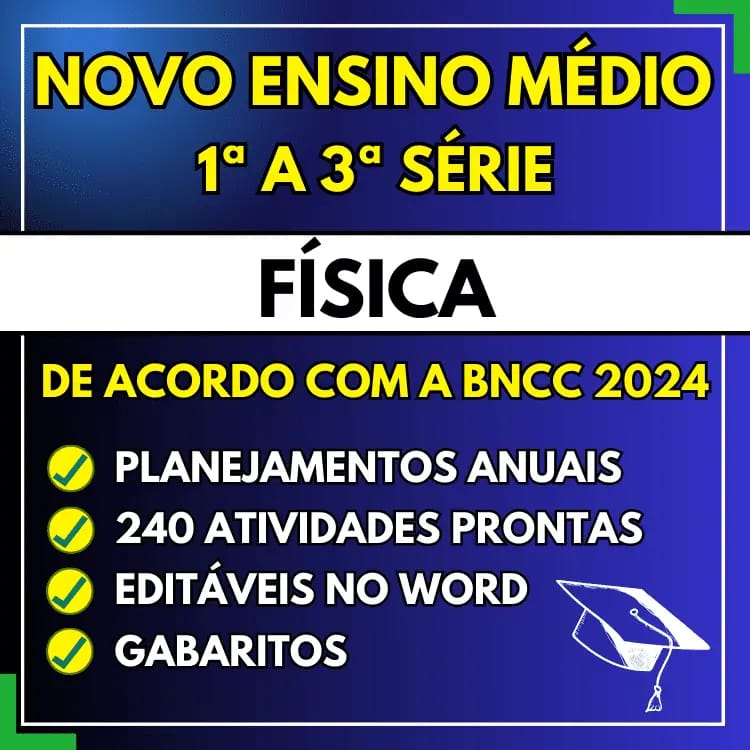 NOVO ENSINO MÉDIO
1ª A 3ª SÉRIE
FÍSICA
DE ACORDO COM A BNCC 2024
PLANEJAMENTOS ANUAIS
240 ATIVIDADES PRONTAS
EDITÁVEIS NO WORD
GABARITOS